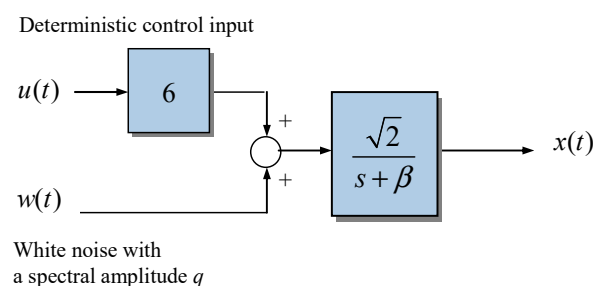 Deterministic control input
u(t)
6
+
+
√2
s + β
x(t)
w(t)
White noise with
a spectral amplitude q